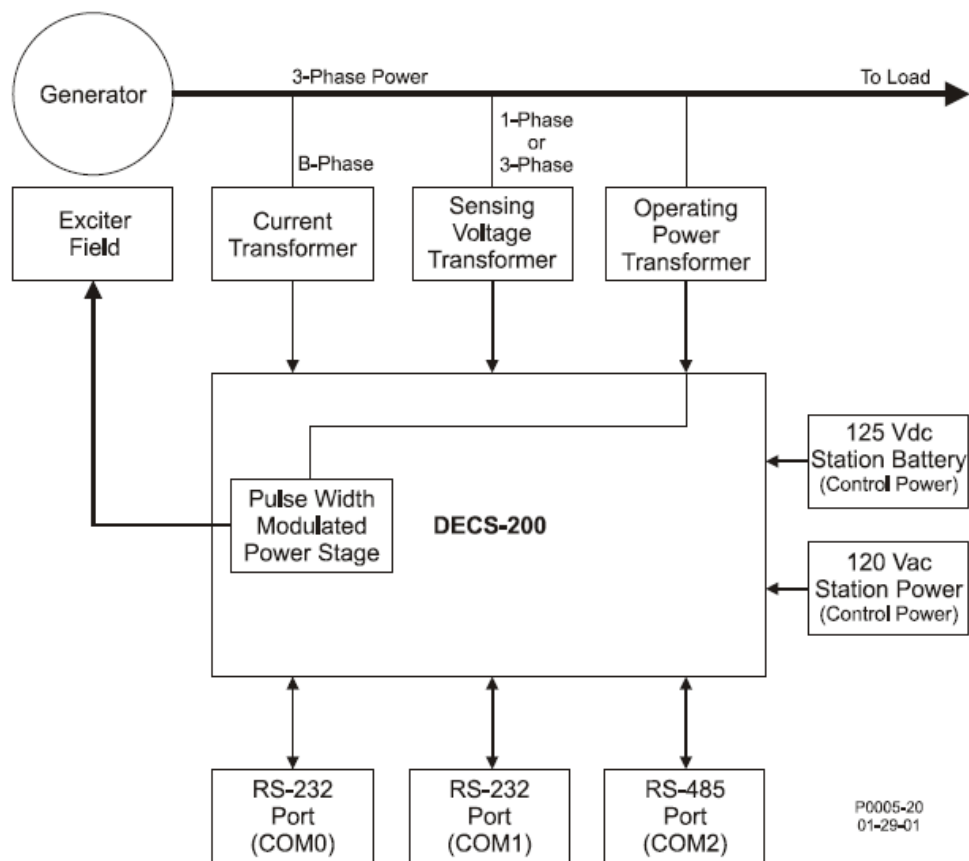 3-Phase Power
To Load
Generator
1-Phase
or
3-Phase
B-Phase
Exciter
Field
Current
Transformer
Sensing
Voltage
Transformer
Operating
Power
Transformer
125 Vdc
Station Battery
(Control Power)
Pulse Width
Modulated
Power Stage
DECS-200
120 Vac
Station Power
(Control Power)
RS-232
Port
(COM0)
RS-232
Port
(COM1)
RS-485
Port
(COM2)
P0005-20
01-29-01